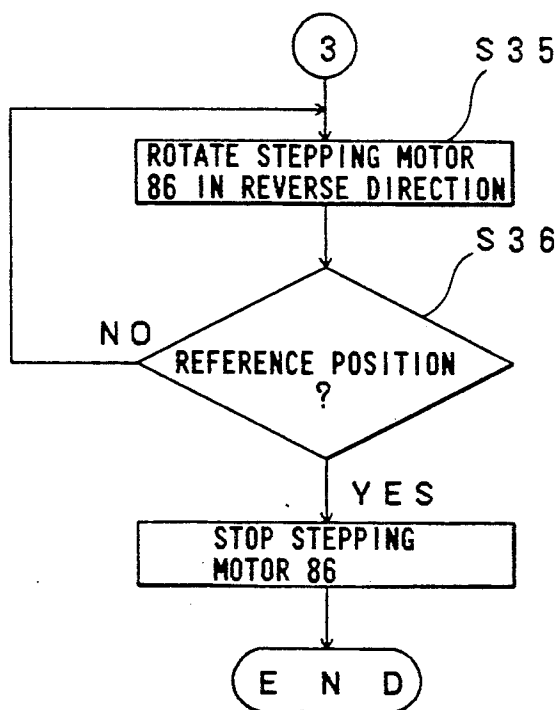 3
S35
ROTATE STEPPING MOTOR
86 IN REVERSE DIRECTION
S36
NO
REFERENCE POSITION
?
YES
STOP STEPPING
MOTOR 86
END